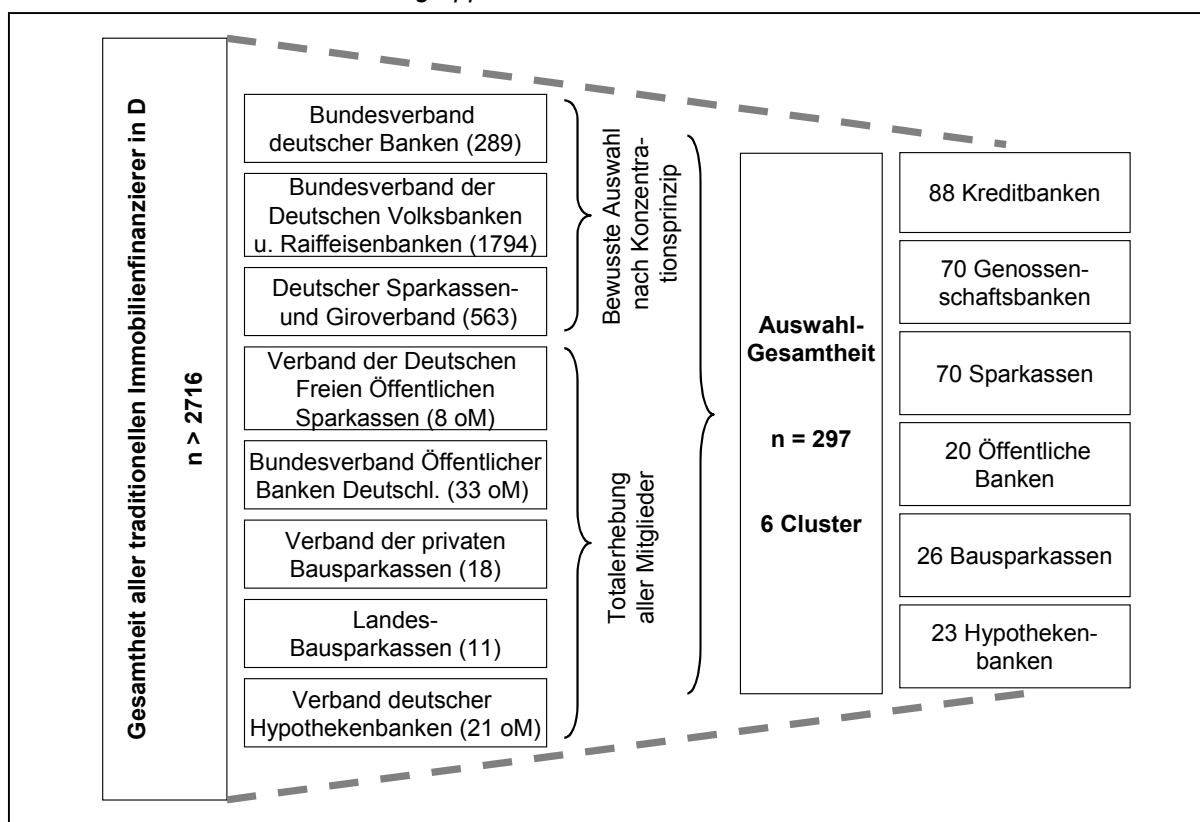 Gesamtheit aller traditionellen Immobilienfinanzierer in D
n > 2716
Bundesverband
deutscher Banken (289)
Bundesverband der
Deutschen Volksbanken
u. Raiffeisenbanken (1794)
Deutscher Sparkassen-
und Giroverband (563)
Verband der Deutschen
Freien Öffentlichen
Sparkassen (8 oM)
Bundesverband Öffentlicher
Banken Deutschl. (33 oM)
Verband der privaten
Bausparkassen (18)
Landes-
Bausparkassen (11)
Verband deutscher
Hypothekenbanken (21 oM)
Bewusste Auswahl
nach Konzentra-
tionsprinzip
Totalerhebung
aller Mitglieder
Auswahl-
Gesamtheit
n = 297
6 Cluster
88 Kreditbanken
70 Genossen-
schaftsbanken
70 Sparkassen
20 Öffentliche
Banken
26 Bausparkassen
23 Hypotheken-
banken